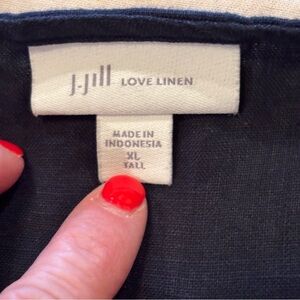 J.Jill LOVE LINEN
MADE IN
INDONESIA
XL
TALL